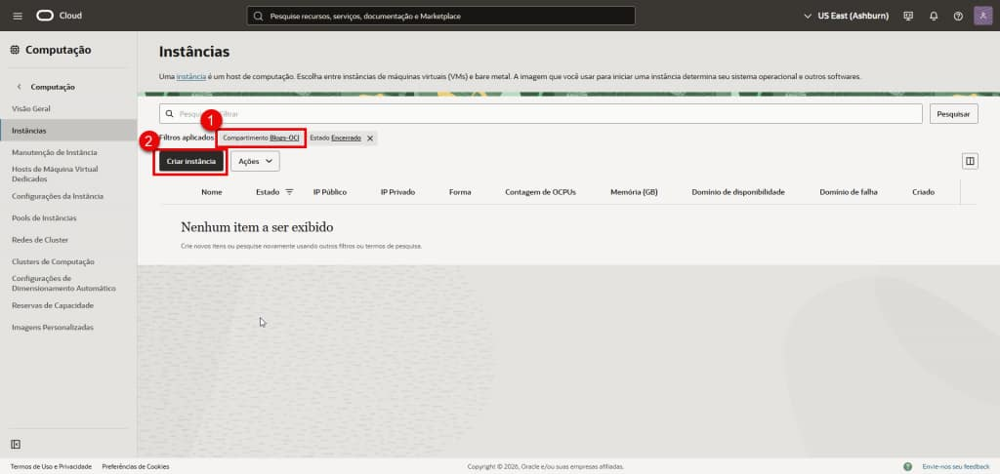 Cloud
Pesquise recursos, serviços, documentação e Marketplace
US East (Ashburn)
Computação
Computação
Visão Geral
Instâncias
Manutenção de Instância
Hosts de Máquina Virtual
Dedicados
Configurações da Instância
Pools de Instâncias
Redes de Cluster
Clusters de Computação
Configurações de
Dimensionamento Automático
Reservas de Capacidade
Imagens Personalizadas
Instâncias
Uma instância é um host de computação. Escolha entre instâncias de máquinas virtuais (VMs) e bare metal. A imagem que você usar para iniciar uma instância determina seu sistema operacional e outros softwares.
Filtrar Pesquisar
1
2
Filtros aplicados Compartimento Blogs-OCI Estado Encerrado
Criar instância Ações
Nome Estado IP Público IP Privado Forma Contagem de OCPUs Memória (GB) Domínio de disponibilidade Domínio de falha Criado
Nenhum item a ser exibido
Crie novos itens ou pesquise novamente usando outros filtros ou termos de pesquisa.
Termos de Uso e Privacidade Preferências de Cookies Copyright © 2026, Oracle e/ou suas empresas afiliadas. Envie-nos seu feedback